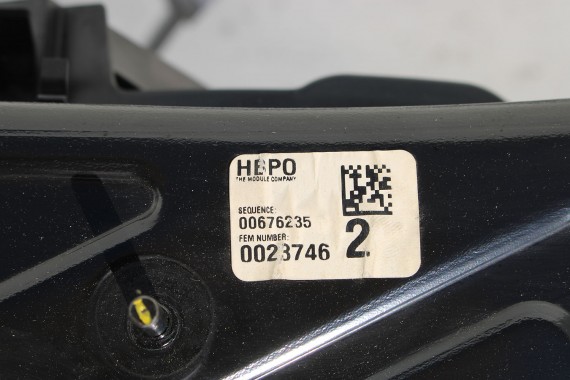 HBPO
THE MODULE COMPANY
SEQUENCE:
00676235
FEM NUMBER:
0023746
2